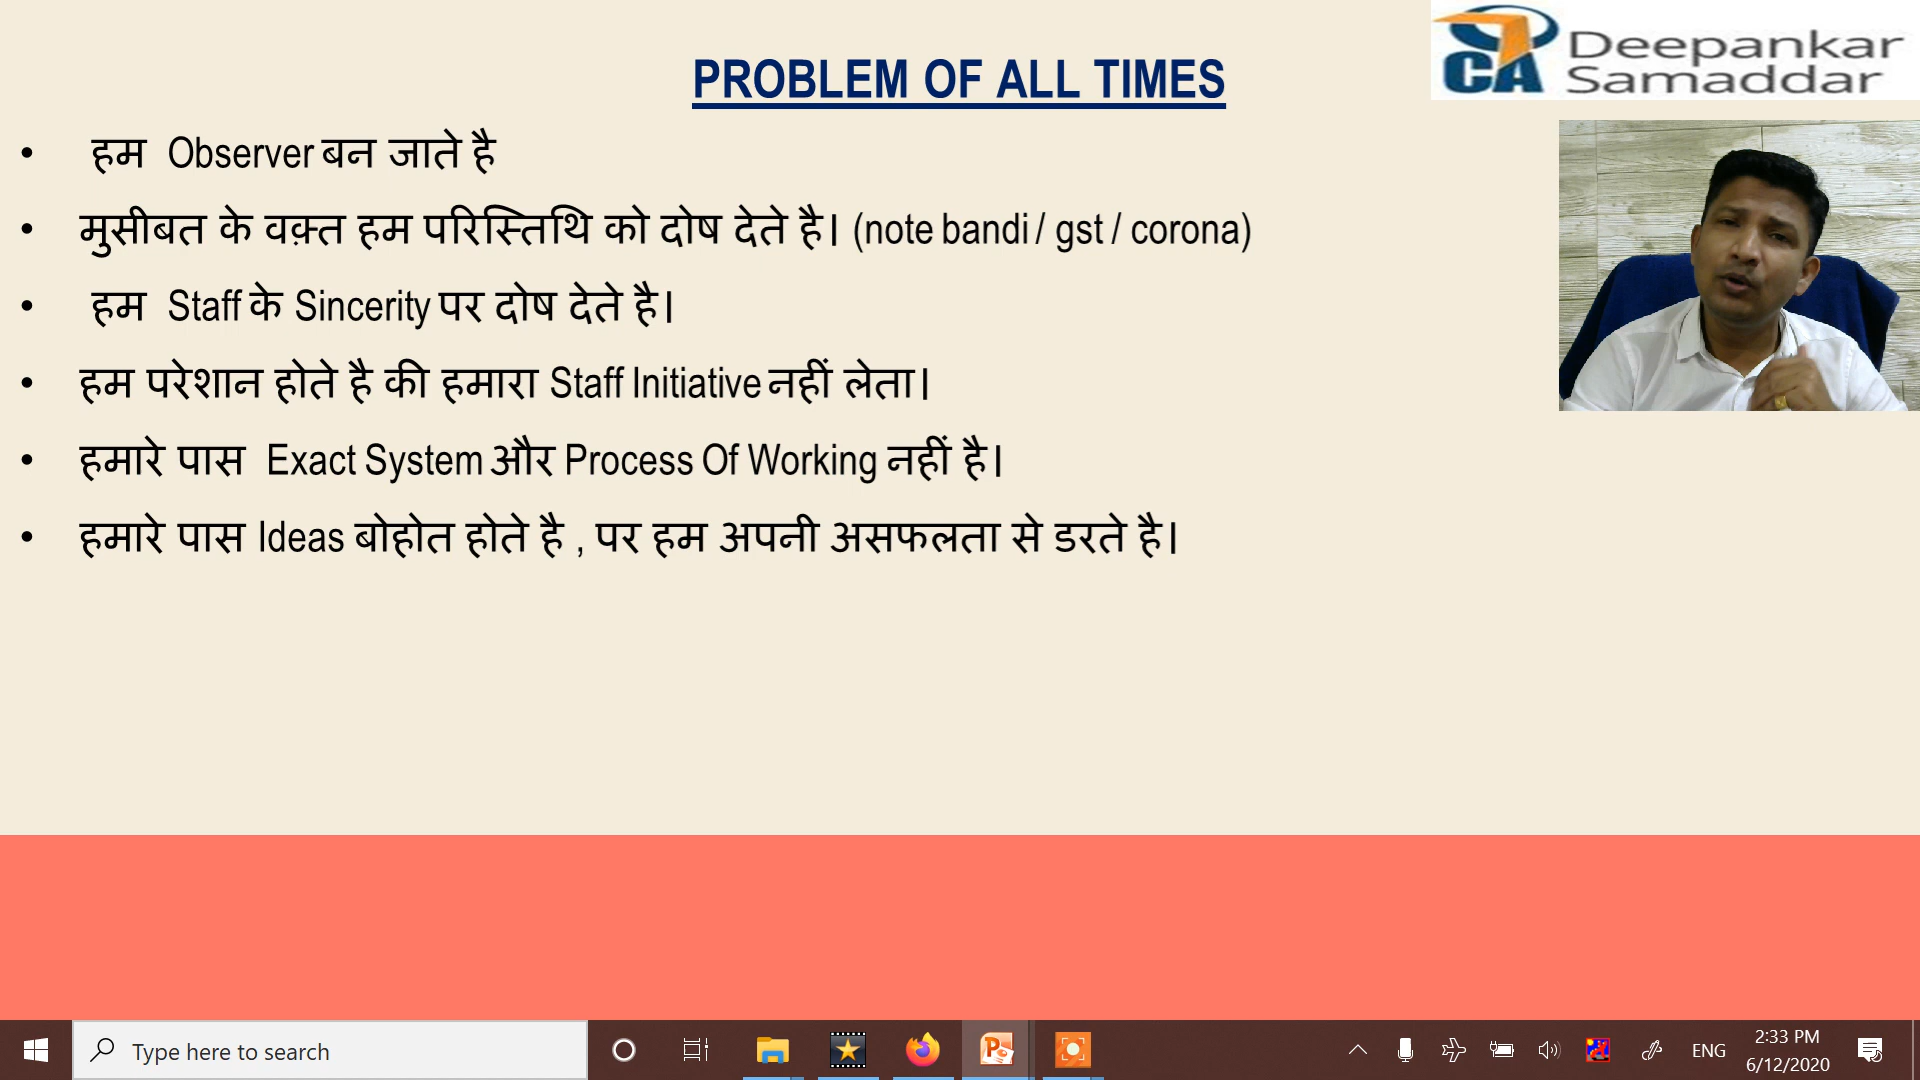 CA Deepankar
Samaddar
PROBLEM OF ALL TIMES
• हम Observer बन जाते है
• मुसीबत के वक़्त हम परिस्तिथि को दोष देते है। (note bandi / gst / corona)
• हम Staff के Sincerity पर दोष देते है।
• हम परेशान होते है की हमारा Staff Initiative नहीं लेता।
• हमारे पास Exact System और Process Of Working नहीं है।
• हमारे पास Ideas बोहोत होते है , पर हम अपनी असफलता से डरते है।
Type here to search
ENG
2:33 PM
6/12/2020